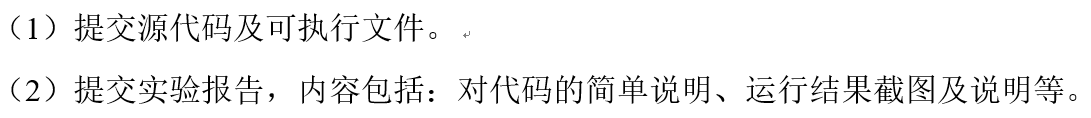 （1）提交源代码及可执行文件。
（2）提交实验报告，内容包括：对代码的简单说明、运行结果截图及说明等。